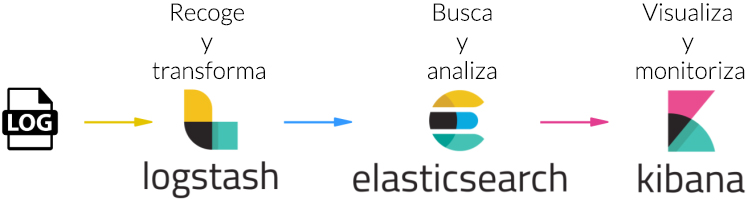 Recoge
y
transforma
Busca
y
analiza
Visualiza
y
monitoriza
LOG
logstash
elasticsearch
kibana